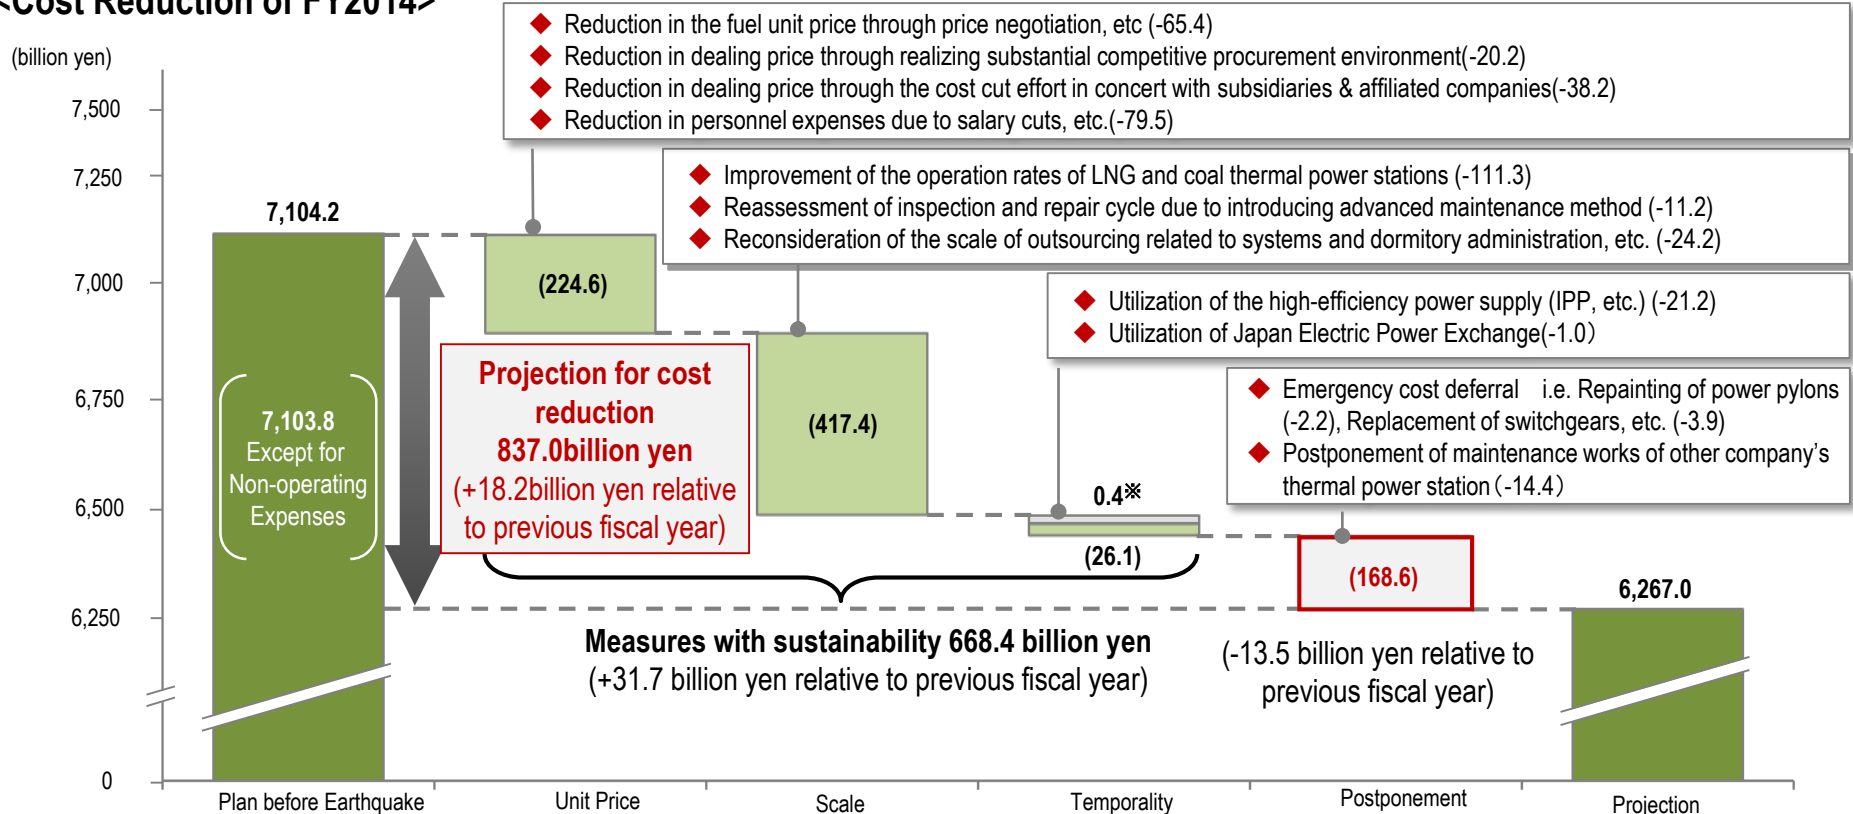 <Cost Reduction of FY2014>
(billion yen)
◆ Reduction in the fuel unit price through price negotiation, etc (-65.4)
◆ Reduction in dealing price through realizing substantial competitive procurement environment(-20.2)
◆ Reduction in dealing price through the cost cut effort in concert with subsidiaries & affiliated companies(-38.2)
◆ Reduction in personnel expenses due to salary cuts, etc.(-79.5)
◆ Improvement of the operation rates of LNG and coal thermal power stations (-111.3)
◆ Reassessment of inspection and repair cycle due to introducing advanced maintenance method (-11.2)
◆ Reconsideration of the scale of outsourcing related to systems and dormitory administration, etc. (-24.2)
◆ Utilization of the high-efficiency power supply (IPP, etc.) (-21.2)
◆ Utilization of Japan Electric Power Exchange(-1.0）
◆ Emergency cost deferral i.e. Repainting of power pylons
(-2.2), Replacement of switchgears, etc. (-3.9)
◆ Postponement of maintenance works of other company's
thermal power station（-14.4）
7,500
7,250
7,000
6,750
6,500
6,250
0
7,104.2
7,103.8
Except for
Non-operating
Expenses
(224.6)
Projection for cost
reduction
837.0billion yen
(+18.2billion yen relative
to previous fiscal year)
(417.4)
0.4※
(26.1)
(168.6)
6,267.0
Measures with sustainability 668.4 billion yen
(+31.7 billion yen relative to previous fiscal year)
(-13.5 billion yen relative to
previous fiscal year)
Plan before Earthquake
Unit Price
Scale
Temporality
Postponement
Projection